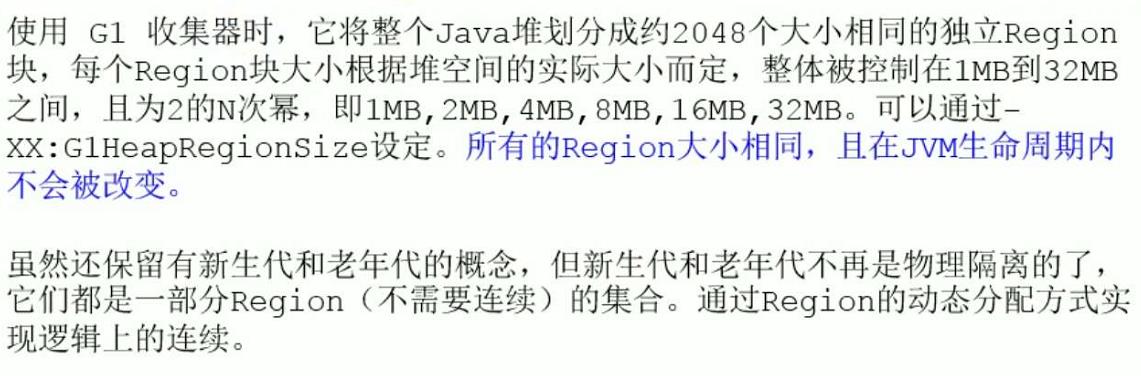 使用 G1 收集器时，它将整个Java堆划分成约2048个大小相同的独立Region
块，每个Region块大小根据堆空间的实际大小而定，整体被控制在1MB到32MB
之间，且为2的N次幂，即1MB,2MB,4MB,8MB,16MB,32MB。可以通过-
XX:G1HeapRegionSize设定。所有的Region大小相同，且在JVM生命周期内
不会被改变。
虽然还保留有新生代和老年代的概念，但新生代和老年代不再是物理隔离的了，
它们都是一部分Region（不需要连续）的集合。通过Region的动态分配方式实
现逻辑上的连续。